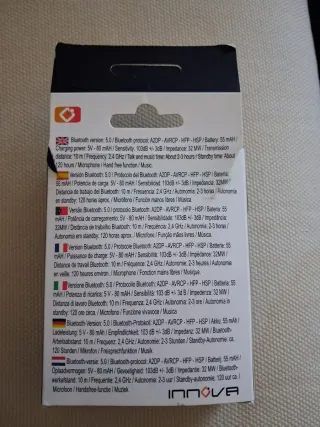 Bluetooth version: 5.0 / Bluetooth protocol: A2DP - AVRCP - HFP - HSP / Battery: 55 mAH /
Charging power: 5V - 80 mAH / Sensitivity: 103dB +/- 3dB / Impedance: 32 MW / Transmission
distance: 10 m / Frequency: 2.4 GHz / Talk and music time: About 2-3 hours / Standby time: About
120 hours / Microphone / Hand free function / Music
Versión Bluetooth: 5.0 / Protocolo del Bluetooth: A2DP - AVRCP - HFP - HSP / Batería:
55 mAH / Potencia de carga: 5V - 80 mAH / Sensibilidad: 103dB +/- 3dB / Impedancia: 32MW /
Distancia de trabajo del Bluetooth: 10 m / Frecuencia: 2,4 GHz / Autonomía: 2-3 horas / Autonomía
en standby: 120 horas aprox. / Micrófono / Función manos libres / Música
Versão Bluetooth: 5.0 / protocolo Bluetooth: A2DP - AVRCP - HFP - HSP / Bateria: 55
mAH / Potência de carregamento: 5V - 80 mAH / Sensibilidade: 103dB +/- 3dB / Impedância:
32MW / Distância de trabalho Bluetooth: 10 m / Frequência: 2,4 GHz / Autonomia: 2-3 horas /
Autonomia em standby: 120 horas aprox. / Microfone / Função mãos livres / Música
Version Bluetooth: 5.0 / Protocole Bluetooth: A2DP - AVRCP - HFP - HSP / Batterie: 55
mAH / Puissance de charge: 5V - 80 mAH / Sensibilité: 103dB +/- 3dB / Impédance: 32 MW /
Distance de travail Bluetooth: 10 m / Fréquence: 2,4 GHz / Autonomie: 2-3 heures / Autonomie
en veille: 120 heures environ. / Microphone / Fonction mains libres / Musique
Versione Bluetooth: 5.0 / Protocollo Bluetooth: A2DP - AVRCP - HFP - HSP / Batteria: 55
mAH / Potenza di ricarica: 5V - 80 mAH / Sensibilità: 103dB +/- 3d B / Impedenza: 32 MW /
Distanza di lavoro Bluetooth: 10 m / Frequenza: 2,4 GHz / Autonomia: 2-3 ore / Autonomia in
standby: 120 ore circa. / Microfono / Funzione vivavoce / Musica
Bluetooth Version: 5.0 / Bluetooth-Protokoll: A2DP - AVRCP - HFP - HSP / Akku: 55 mAH /
Ladeleistung: 5V - 80 mAH / Empfindlichkeit: 103 dB +/- 3dB / Impedanz: 32 MW / Bluetooth-
Arbeitsabstand: 10 m / Frequenz: 2,4 GHz / Autonomie: 2-3 Stunden / Standby-Autonomie: ca.
120 Stunden / Mikrofon / Freisprechfunktion / Musik
Bluetooth-versie: 5.0 / Bluetooth-protocol: A2DP - AVRCP - HFP - HSP / Batterij: 55 mAH /
Oplaadvermogen: 5V - 80 mAH / Gevoeligheid: 103dB +/- 3dB / Impedantie: 32 MW / Bluetooth-
werkafstand: 10 m / Frequentie: 2,4 GHz / Autonomie: 2-3 uur / Standby-autonomie: 120 uur ca. /
Microfoon / Handsfree-functie / Muziek
INNOVA